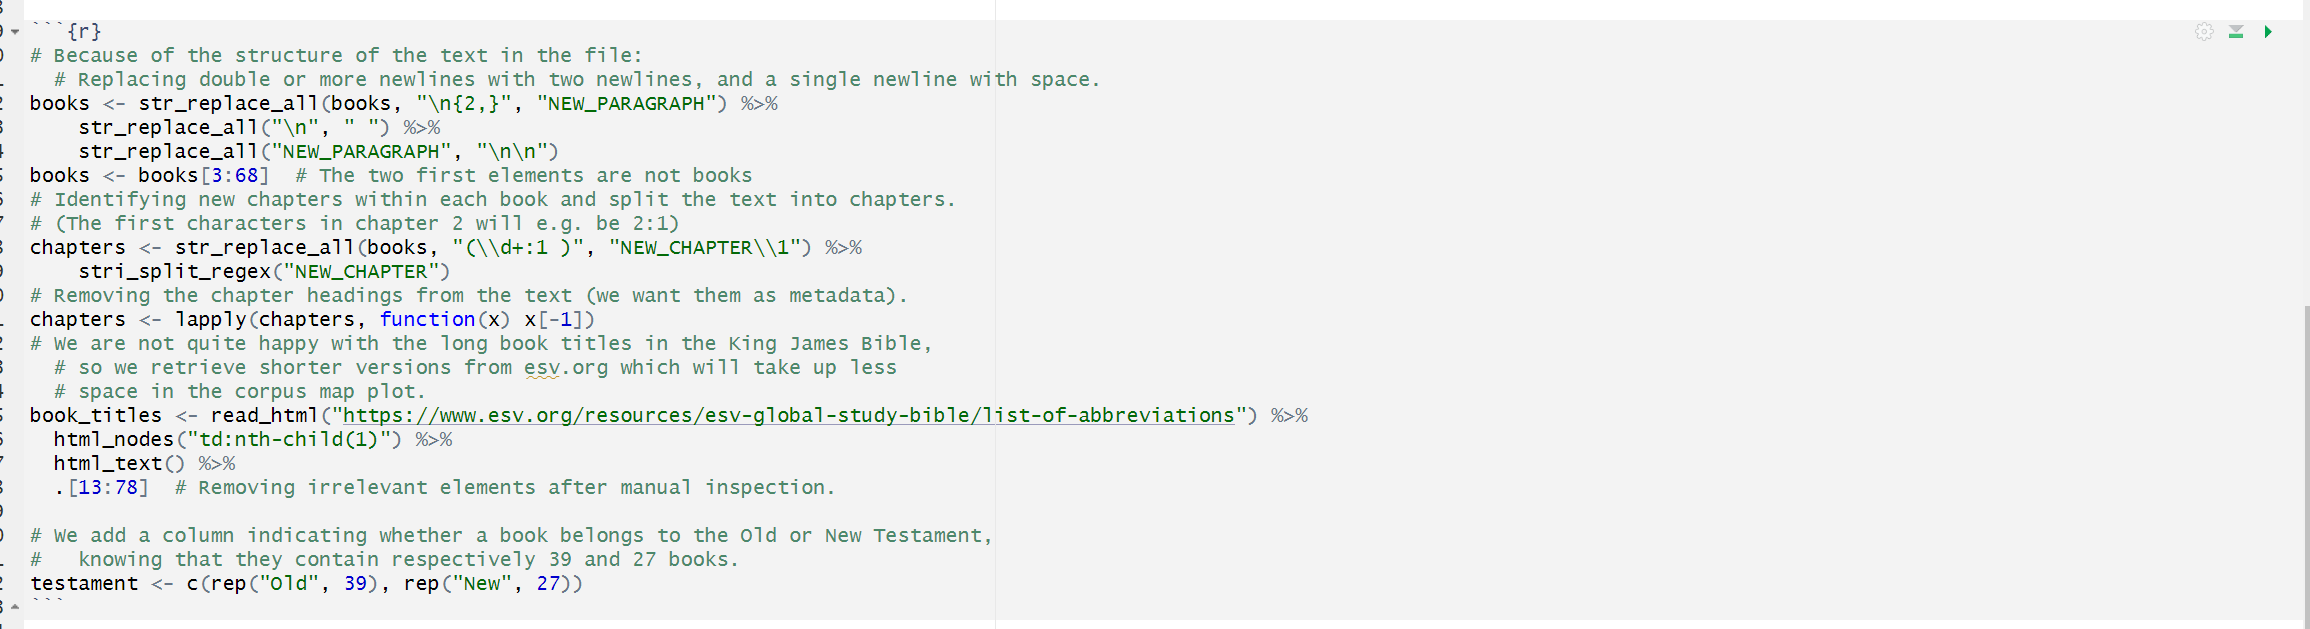 ```{r}
# Because of the structure of the text in the file:
  # Replacing double or more newlines with two newlines, and a single newline with space.
books <- str_replace_all(books, "\n{2,}", "NEW_PARAGRAPH") %>%
    str_replace_all("\n", " ") %>%
    str_replace_all("NEW_PARAGRAPH", "\n\n")
books <- books[3:68]  # The two first elements are not books
# Identifying new chapters within each book and split the text into chapters.
# (The first characters in chapter 2 will e.g. be 2:1)
chapters <- str_replace_all(books, "(\\d+:1 )", "NEW_CHAPTER\\1") %>%
    stri_split_regex("NEW_CHAPTER")
# Removing the chapter headings from the text (we want them as metadata).
chapters <- lapply(chapters, function(x) x[-1])
# We are not quite happy with the long book titles in the King James Bible,
  # so we retrieve shorter versions from esv.org which will take up less
  # space in the corpus map plot.
book_titles <- read_html("https://www.esv.org/resources/esv-global-study-bible/list-of-abbreviations") %>%
  html_nodes("td:nth-child(1)") %>%
  html_text() %>%
  .[13:78]  # Removing irrelevant elements after manual inspection.

# We add a column indicating whether a book belongs to the Old or New Testament,
#   knowing that they contain respectively 39 and 27 books.
testament <- c(rep("Old", 39), rep("New", 27))
```